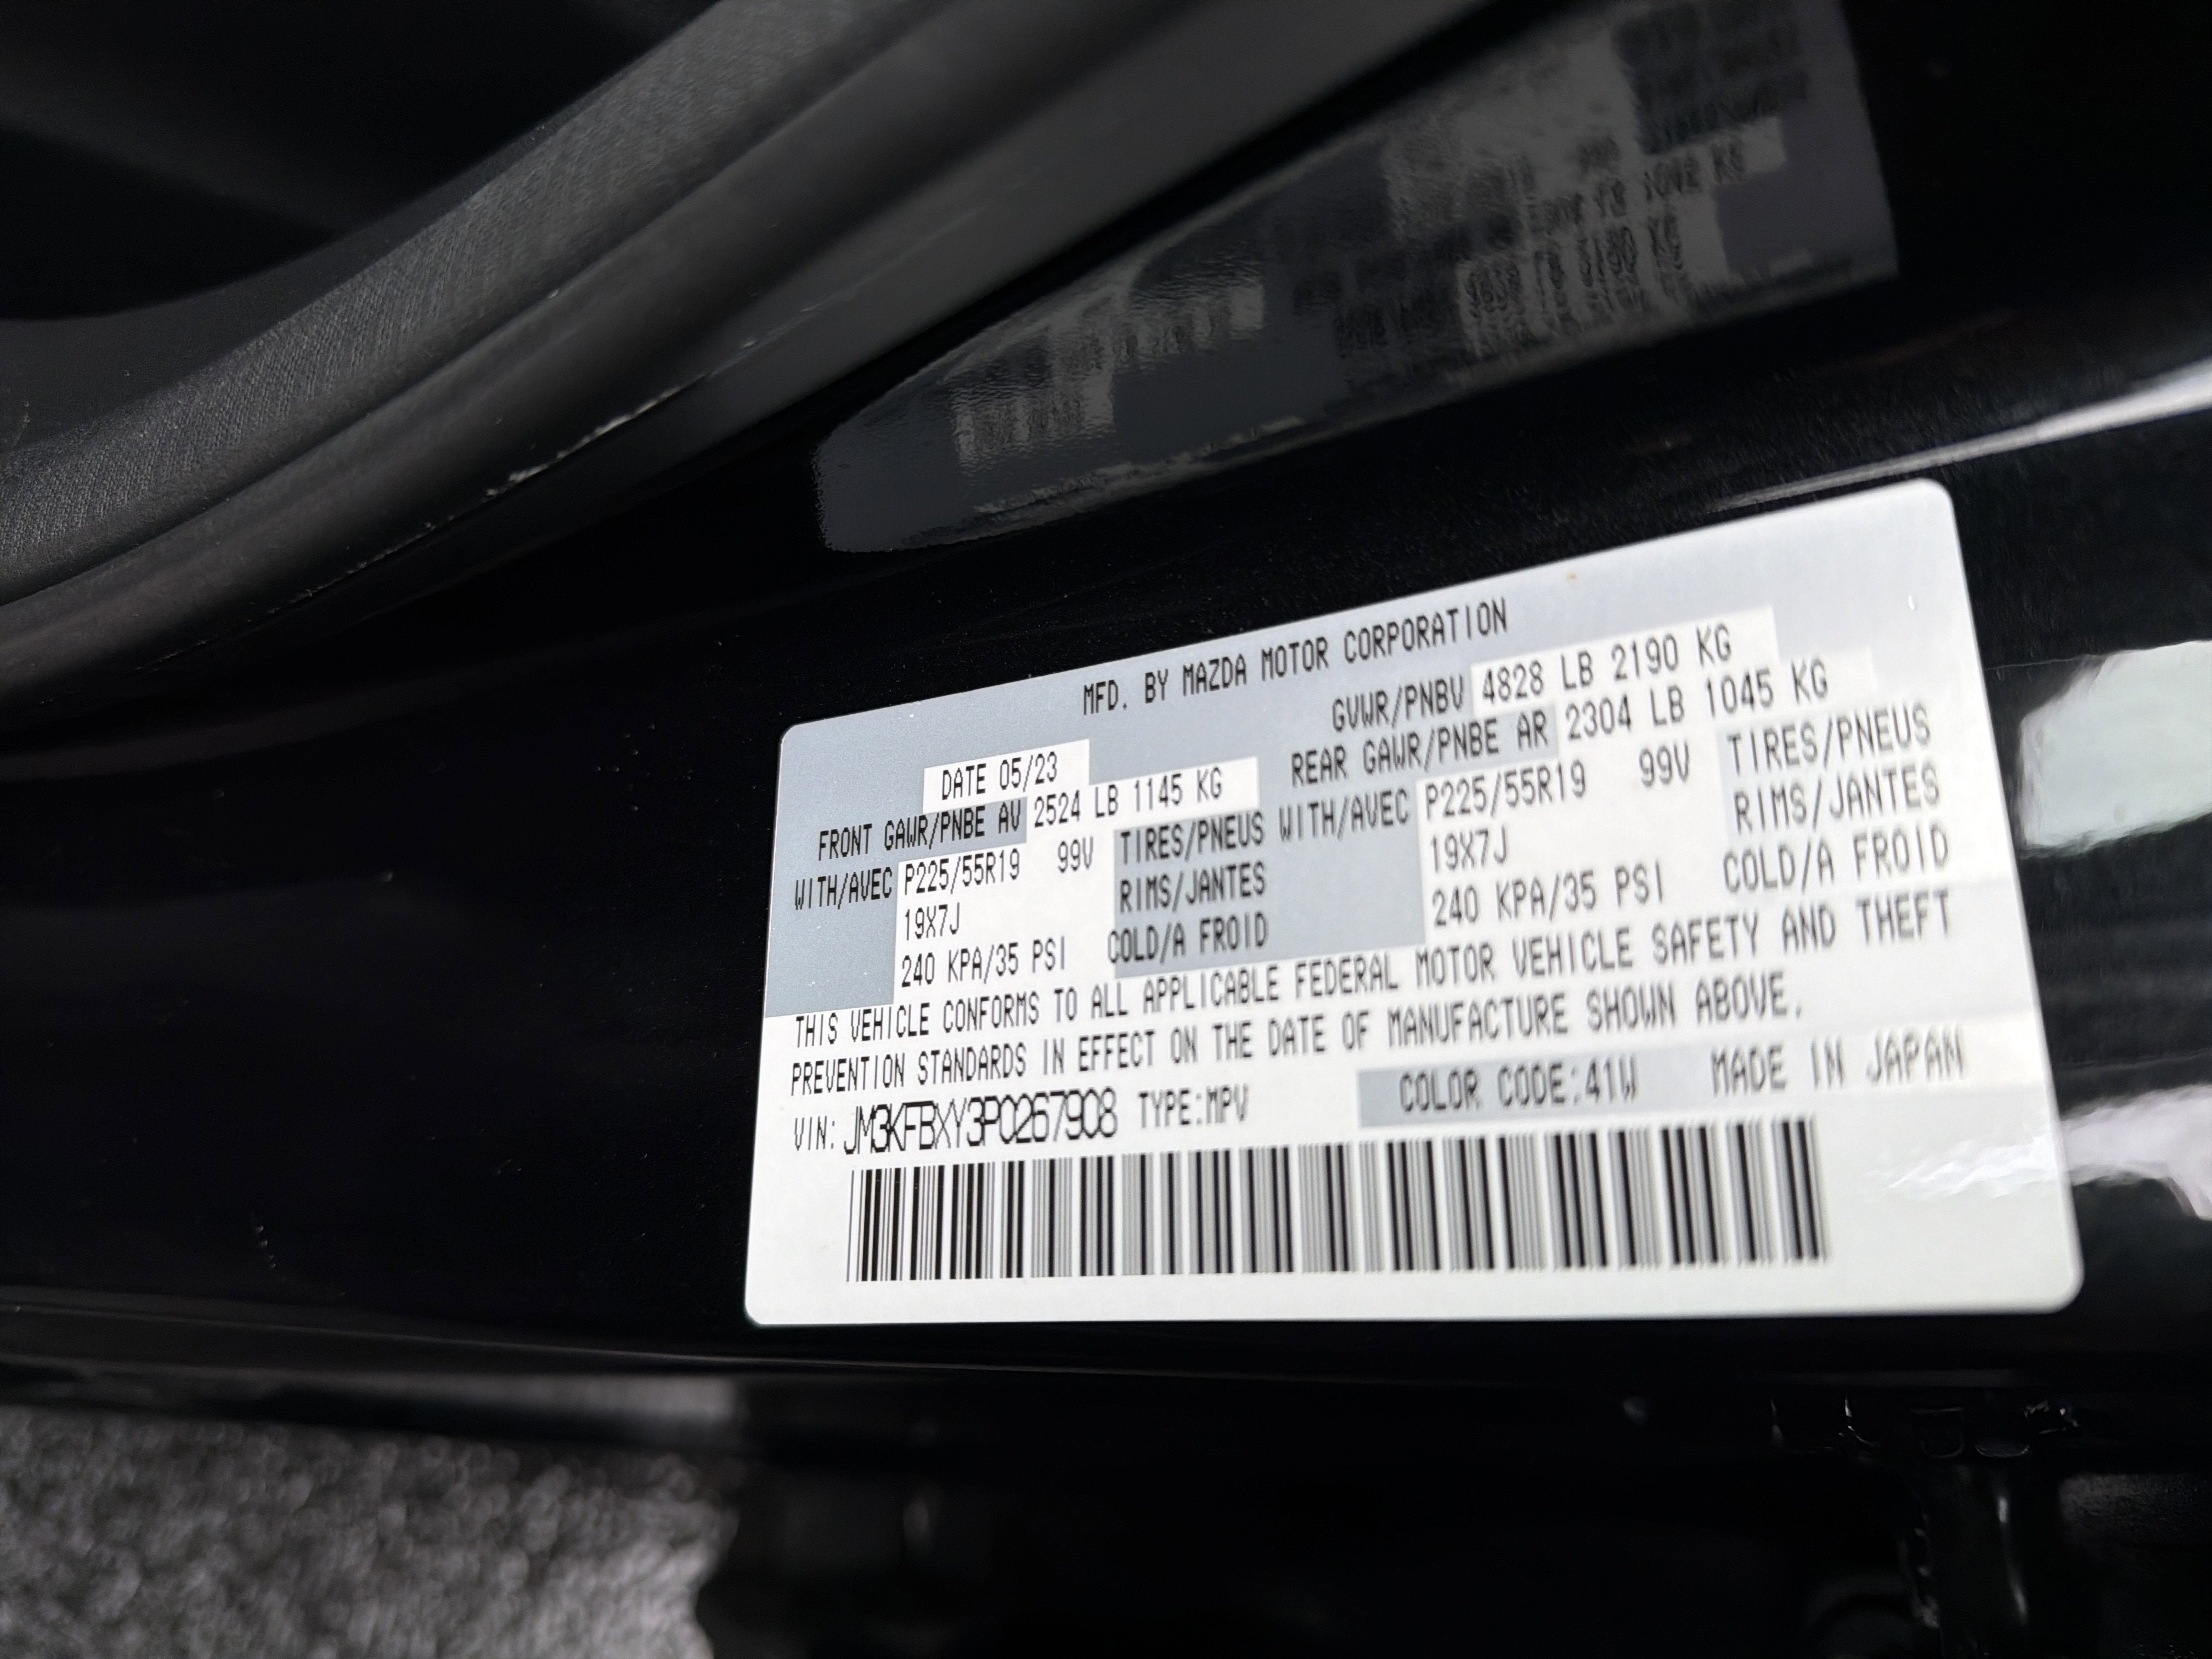 MFD. BY MAZDA MOTOR CORPORATION
DATE 05/23 GVWR/PNBV 4828 LB 2190 KG
FRONT GAWR/PNBE AV 2524 LB 1145 KG REAR GAWR/PNBE AR 2304 LB 1045 KG
WITH/AVEC P225/55R19 99V TIRES/PNEUS WITH/AVEC P225/55R19 99V TIRES/PNEUS
19X7J RIMS/JANTES 19X7J RIMS/JANTES
240 KPA/35 PSI COLD/A FROID 240 KPA/35 PSI COLD/A FROID
THIS VEHICLE CONFORMS TO ALL APPLICABLE FEDERAL MOTOR VEHICLE SAFETY AND THEFT
PREVENTION STANDARDS IN EFFECT ON THE DATE OF MANUFACTURE SHOWN ABOVE.
VIN: JM3KFBXY3P0267908 TYPE:MPV COLOR CODE:41W MADE IN JAPAN